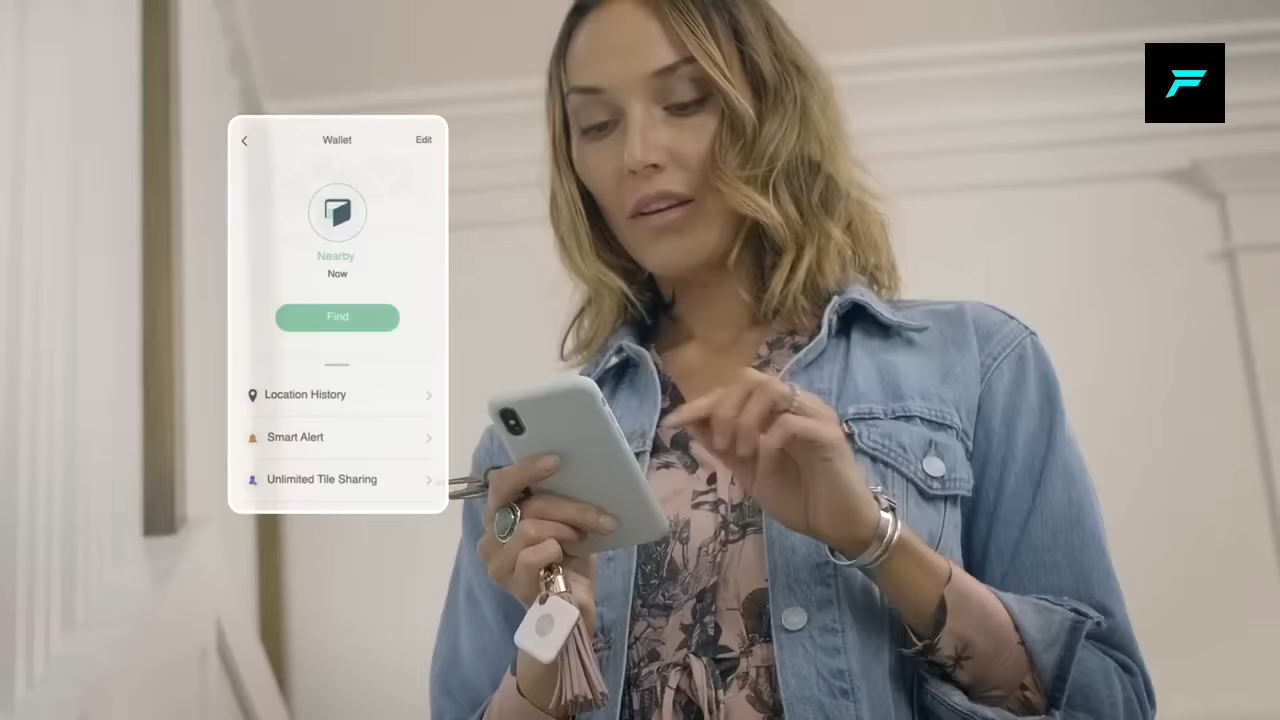 Wallet
Edit
Nearby
Now
Find
Location History
Smart Alert
Unlimited Tile Sharing